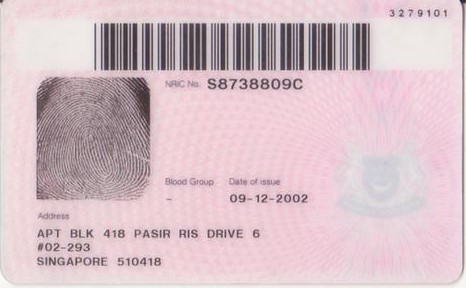 3279101
NRIC No. S8738809C
Blood Group Date of issue
- 09-12-2002
Address
APT BLK 418 PASIR RIS DRIVE 6
#02-293
SINGAPORE 510418